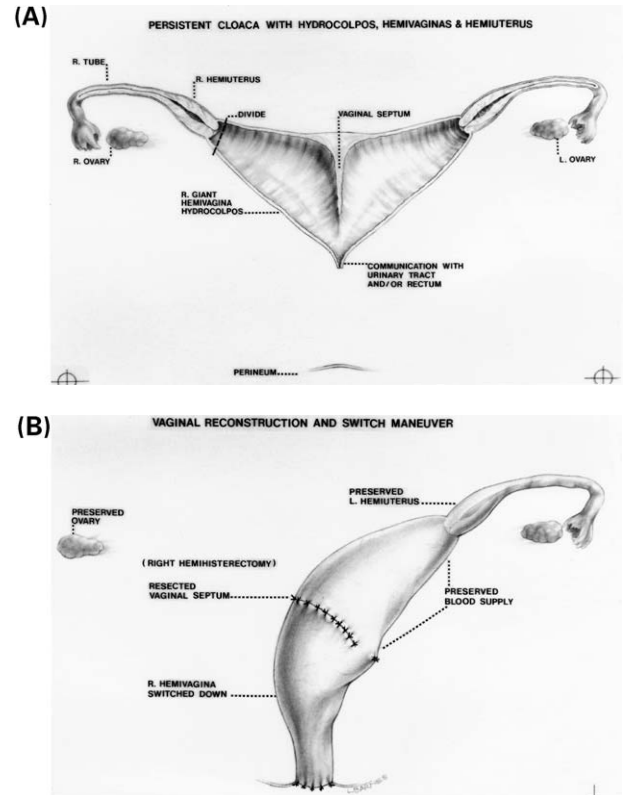 (A)
PERSISTENT CLOACA WITH HYDROCOLPOS, HEMIVAGINAS & HEMIUTERUS
R. TUBE
R. HEMIUTERUS
DIVIDE
VAGINAL SEPTUM
R. OVARY
L. OVARY
R. GIANT
HEMIVAGINA
HYDROCOLPOS
COMMUNICATION WITH
URINARY TRACT
AND/OR RECTUM
PERINEUM
(B)
VAGINAL RECONSTRUCTION AND SWITCH MANEUVER
PRESERVED
L. HEMIUTERUS
PRESERVED
OVARY
(RIGHT HEMIHISTERECTOMY)
RESECTED
VAGINAL SEPTUM
PRESERVED
BLOOD SUPPLY
R. HEMIVAGINA
SWITCHED DOWN